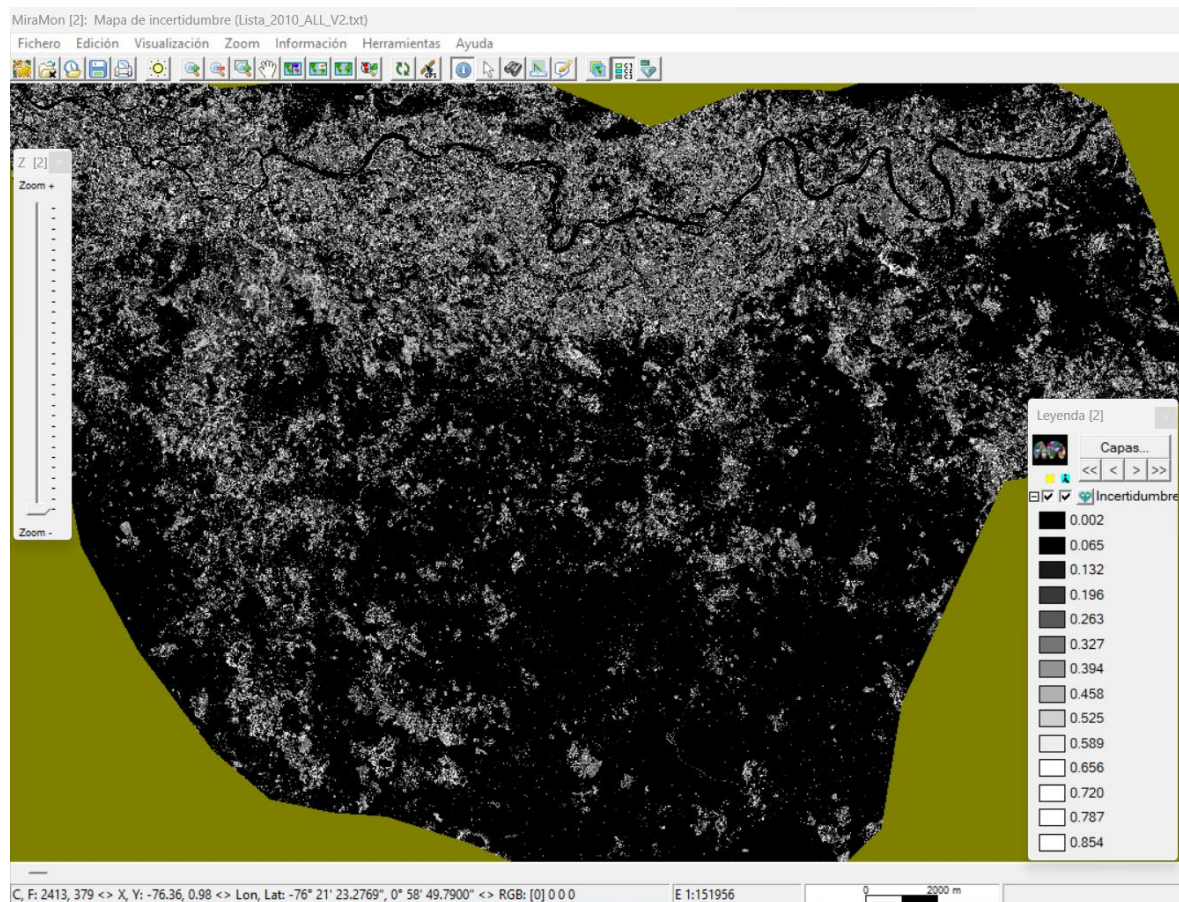 MiraMon [2]: Mapa de incertidumbre (Lista_2010_ALL_V2.txt)
Fichero Edición Visualización Zoom Información Herramientas Ayuda
Z [2]
Zoom +
Zoom -
Leyenda [2]
Capas...
<< < > >>
Incertidumbre
0.002
0.065
0.132
0.196
0.263
0.327
0.394
0.458
0.525
0.589
0.656
0.720
0.787
0.854
C, F: 2413, 379 <> X, Y: -76.36, 0.98 <> Lon, Lat: -76° 21' 23.2769", 0° 58' 49.7900" <> RGB: [0] 0 0 0 E 1:151956 0 2000 m